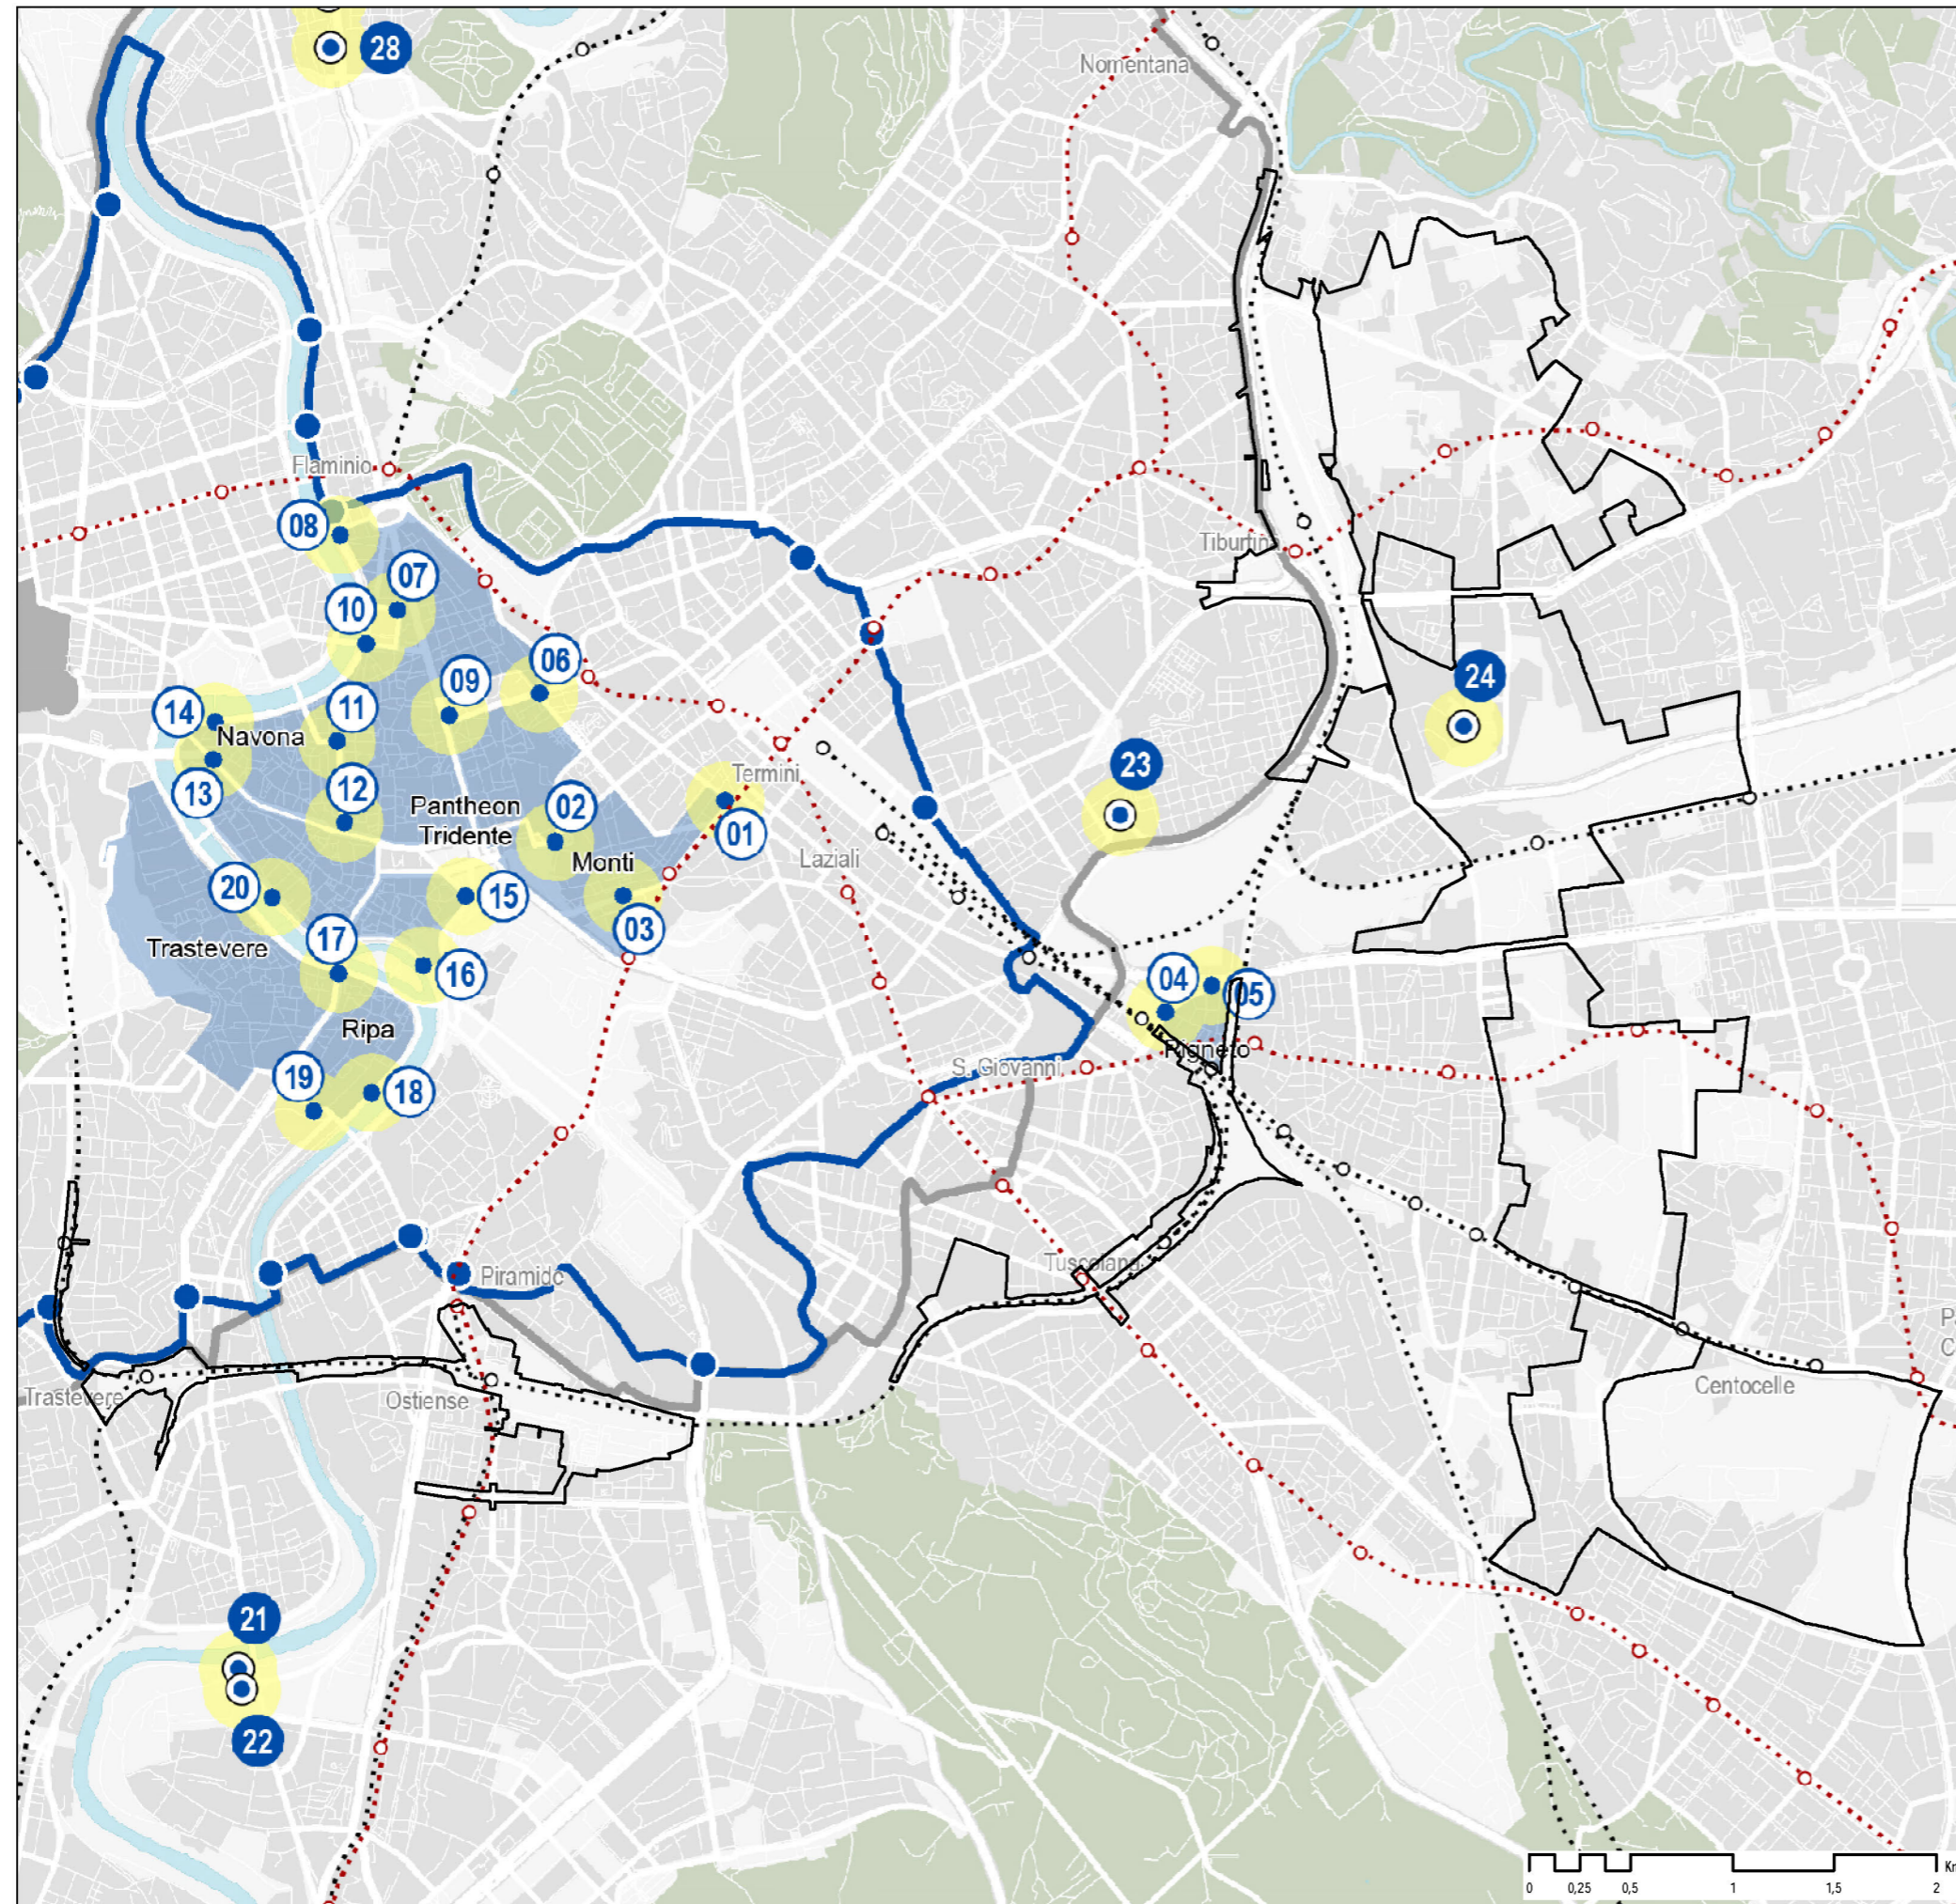 28
Nomentana
Flaminio
08
Tiburtin
07
10
06
09
24
14
11
Navona
23
Termini
13
12
02
Pantheon
Tridente
01
Monti
Laziali
20
15
03
Trastevere
17
16
04
05
Ripa
Pigneto
S. Giovanni
19
18
Tuscolana
Piramide
Trastevere
Ostiense
Centocelle
P
C
21
22
Km
0
0,25
0,5
1
1,5
2